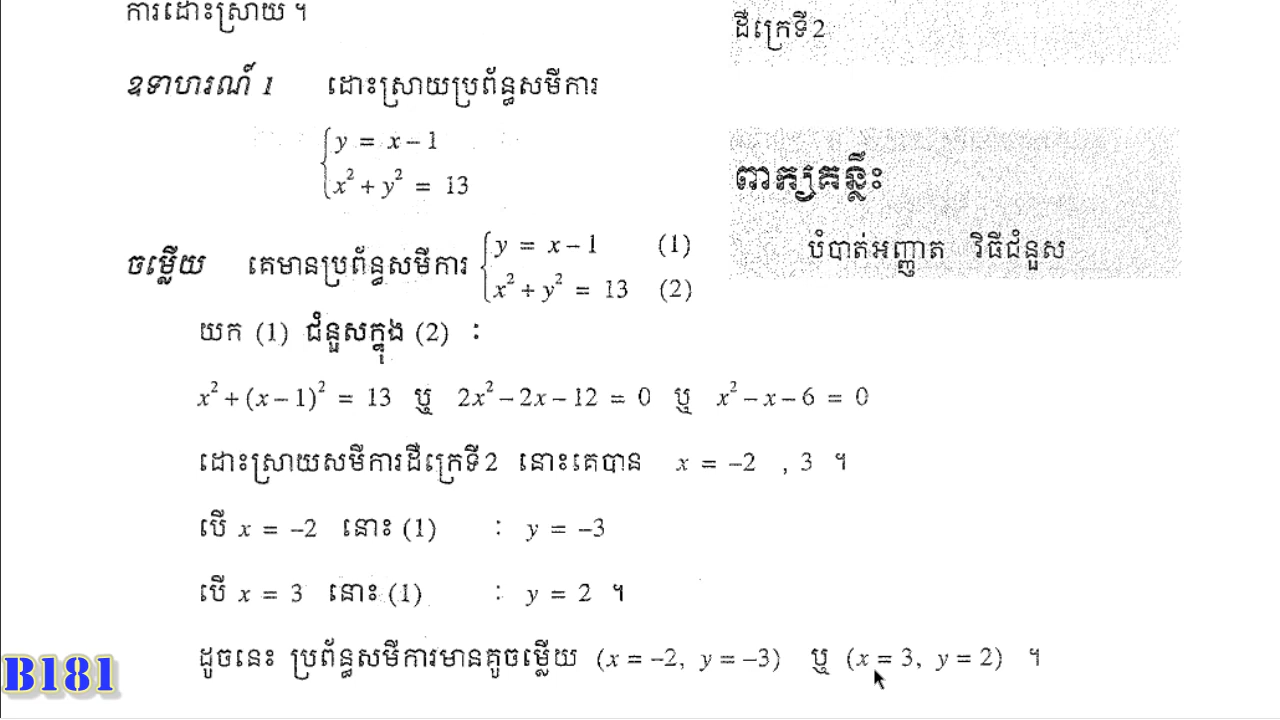 ការដោះស្រាយ ។
ដឺក្រេទី2
ឧទាហរណ៍ 1 ដោះស្រាយប្រព័ន្ធសមីការ
y = x – 1
x² + y² = 13
ពាក្យគន្លឹះ
បំបាត់អញ្ញាត វិធីជំនួស
ចម្លើយ គេមានប្រព័ន្ធសមីការ
y = x – 1 (1)
x² + y² = 13 (2)
យក (1) ជំនួសក្នុង (2) :
x² + (x – 1)² = 13 ឬ 2x² – 2x – 12 = 0 ឬ x² – x – 6 = 0
ដោះស្រាយសមីការដឺក្រេទី2 នោះគេបាន x = –2 , 3 ។
បើ x = –2 នោះ (1) : y = –3
បើ x = 3 នោះ (1) : y = 2 ។
ដូចនេះ ប្រព័ន្ធសមីការមានគូចម្លើយ (x = –2, y = –3) ឬ (x = 3, y = 2) ។
B181